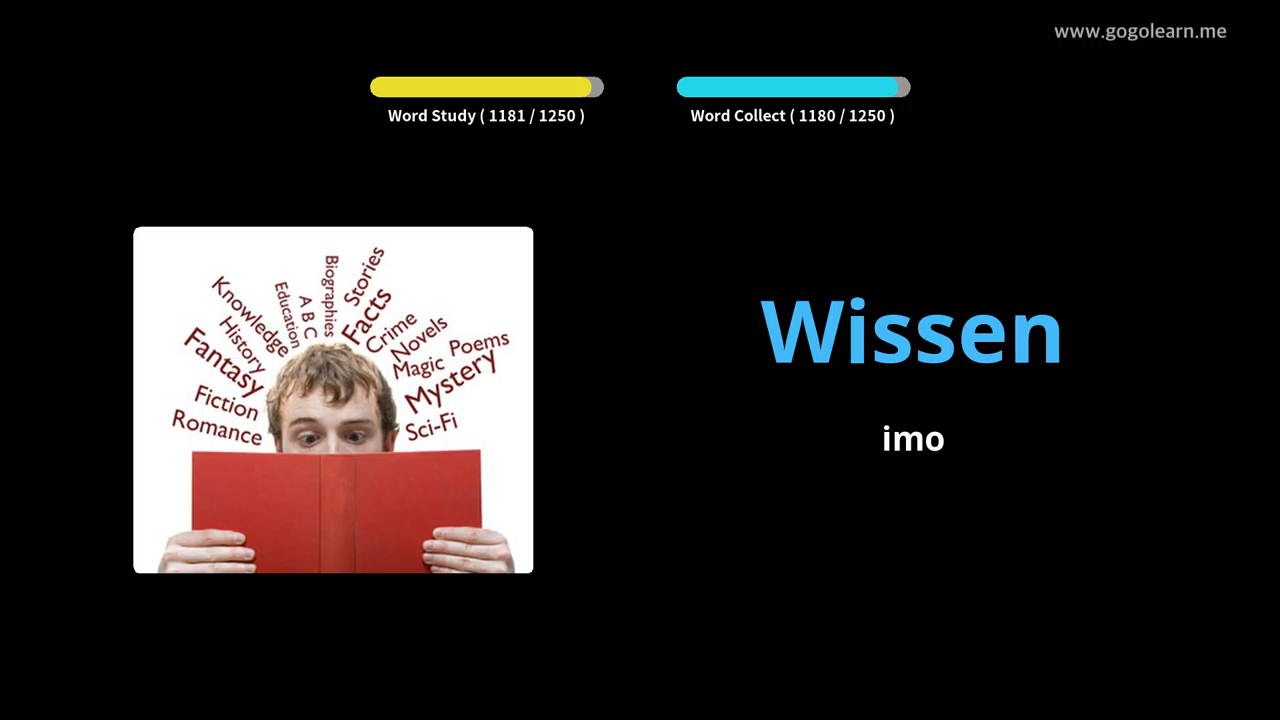 www.gogolearn.me
Word Study ( 1181 / 1250 )
Word Collect ( 1180 / 1250 )
Wissen
imo
Romance
Fiction
Fantasy
History
Knowledge
Education
A B C
Biographies
Stories
Facts
Crime
Novels
Magic
Poems
Mystery
Sci-Fi